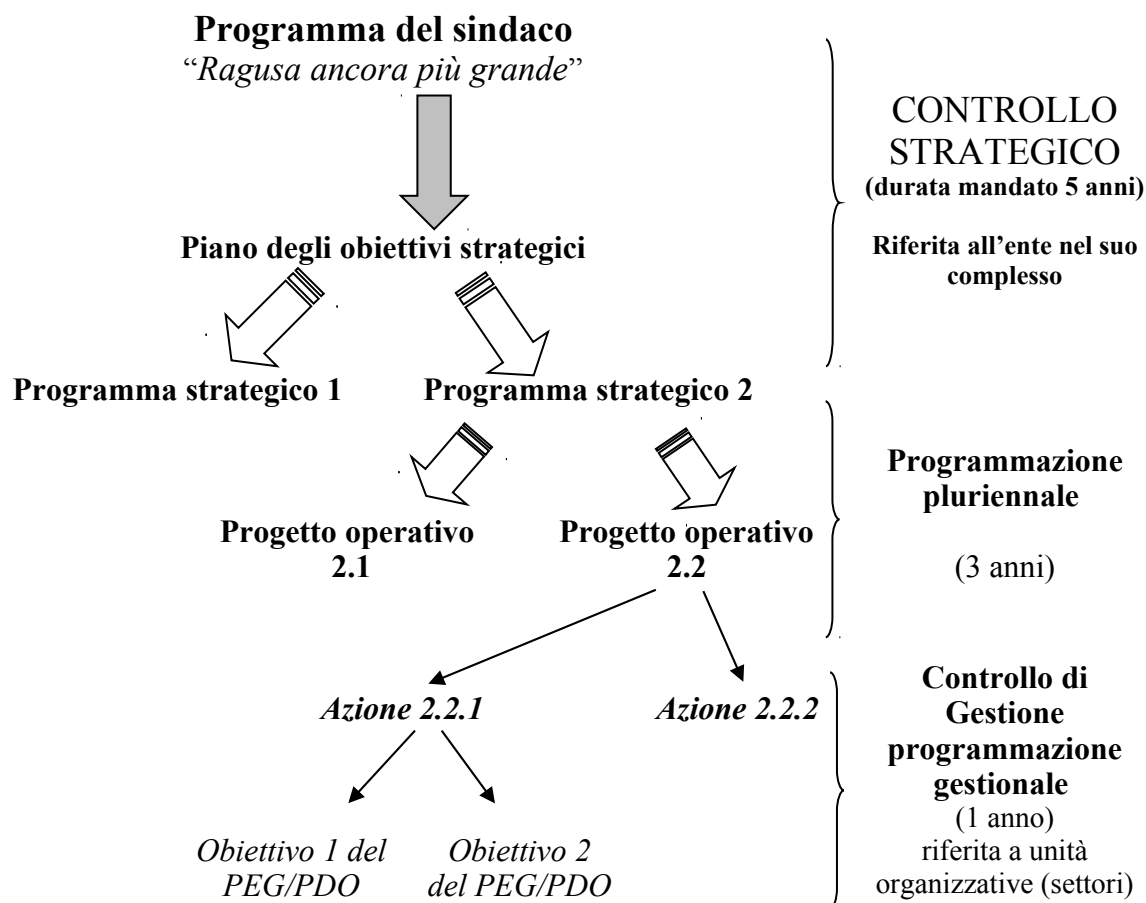 Programma del sindaco
“Ragusa ancora più grande”
CONTROLLO
STRATEGICO
(durata mandato 5 anni)
Riferita all’ente nel suo
complesso
Piano degli obiettivi strategici
Programma strategico 1
Programma strategico 2
Programmazione
pluriennale
(3 anni)
Progetto operativo
2.1
Progetto operativo
2.2
Azione 2.2.1
Azione 2.2.2
Controllo di
Gestione
programmazione
gestionale
(1 anno)
riferita a unità
organizzative (settori)
Obiettivo 1 del
PEG/PDO
Obiettivo 2
del PEG/PDO